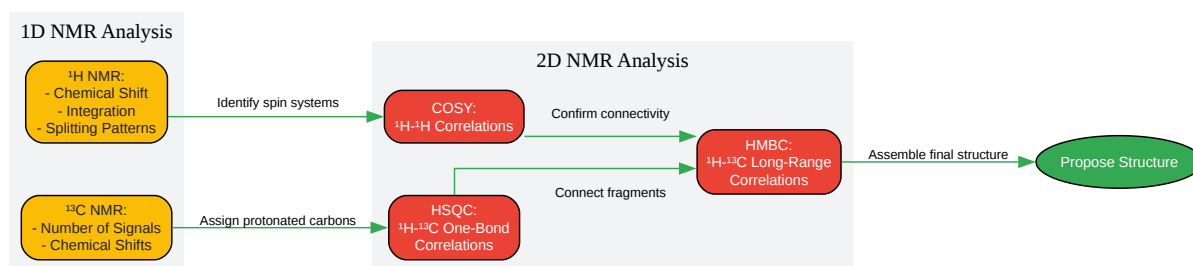 1D NMR Analysis
¹H NMR:
- Chemical Shift
- Integration
- Splitting Patterns
¹³C NMR:
- Number of Signals
- Chemical Shifts
Identify spin systems
Assign protonated carbons
2D NMR Analysis
COSY:
¹H-¹H Correlations
HSQC:
¹H-¹³C One-Bond
Correlations
Confirm connectivity
Connect fragments
HMBC:
¹H-¹³C Long-Range
Correlations
Assemble final structure
Propose Structure